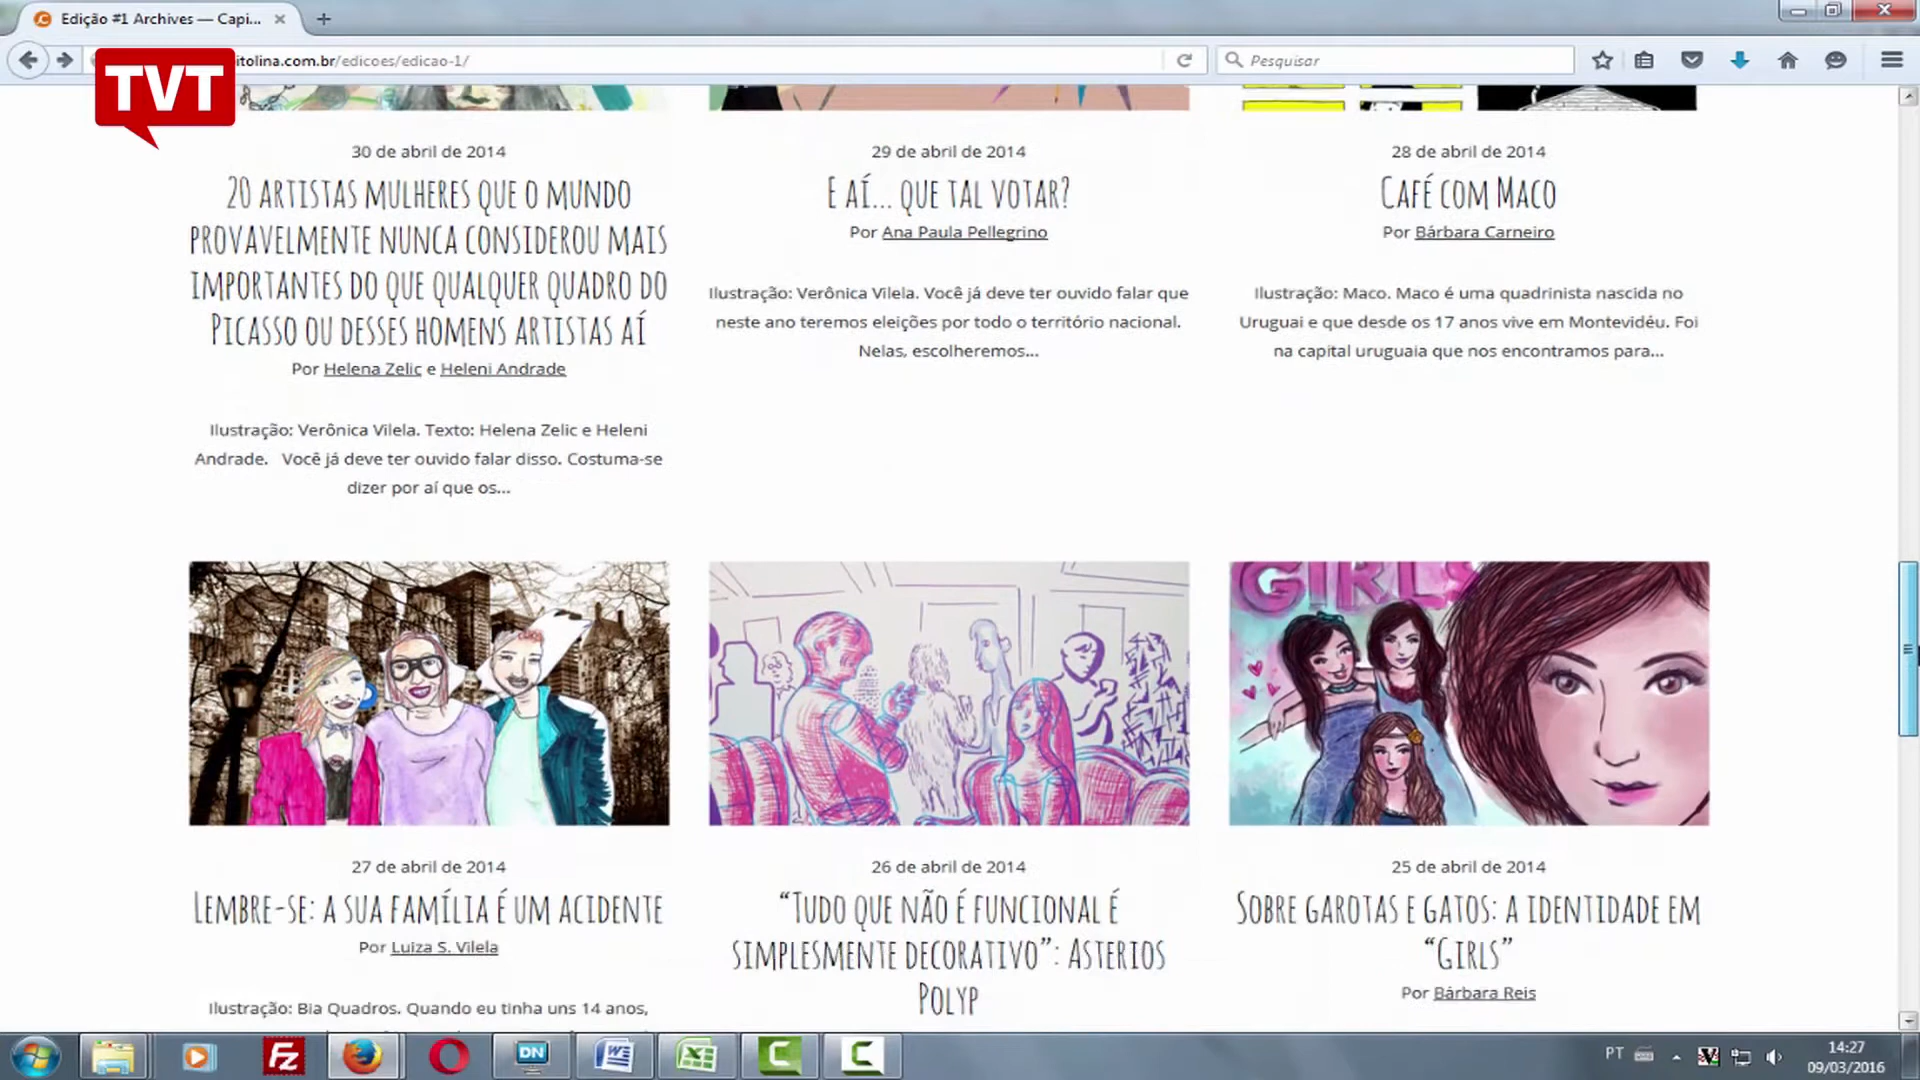 Edição #1 Archives — Capi...
itolina.com.br/edicoes/edicao-1/
Pesquisar
TVT
30 de abril de 2014
20 ARTISTAS MULHERES QUE O MUNDO
PROVAVELMENTE NUNCA CONSIDEROU MAIS
IMPORTANTES DO QUE QUALQUER QUADRO DO
PICASSO OU DESSES HOMENS ARTISTAS AÍ
Por Helena Zelic e Heleni Andrade
Ilustração: Verônica Vilela. Texto: Helena Zelic e Heleni
Andrade. Você já deve ter ouvido falar disso. Costuma-se
dizer por aí que os...
29 de abril de 2014
E AÍ... QUE TAL VOTAR?
Por Ana Paula Pellegrino
Ilustração: Verônica Vilela. Você já deve ter ouvido falar que
neste ano teremos eleições por todo o território nacional.
Nelas, escolheremos...
28 de abril de 2014
CAFÉ COM MACO
Por Bárbara Carneiro
Ilustração: Maco. Maco é uma quadrinista nascida no
Uruguai e que desde os 17 anos vive em Montevidéu. Foi
na capital uruguaia que nos encontramos para...
GIRLS
27 de abril de 2014
LEMBRE-SE: A SUA FAMÍLIA É UM ACIDENTE
Por Luiza S. Vilela
Ilustração: Bia Quadros. Quando eu tinha uns 14 anos,
26 de abril de 2014
“TUDO QUE NÃO É FUNCIONAL É
SIMPLESMENTE DECORATIVO”: ASTERIOS
POLYP
25 de abril de 2014
SOBRE GAROTAS E GATOS: A IDENTIDADE EM
“GIRLS”
Por Bárbara Reis
Fz
DN
PT
14:27
09/03/2016